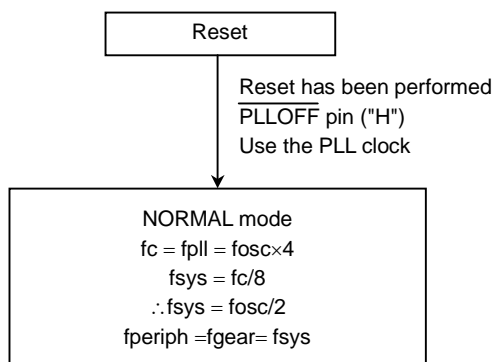 Reset
Reset has been performed
PLLOFF pin ("H")
Use the PLL clock
NORMAL mode
fc = fpll = fosc×4
fsys = fc/8
∴fsys = fosc/2
fperiph =fgear= fsys